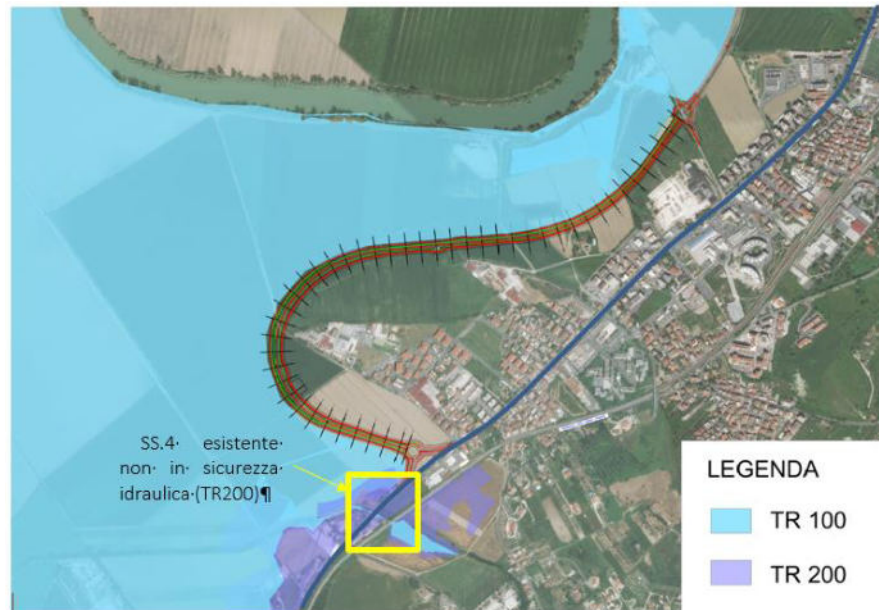 SS.4· esistente·
non· in· sicurezza·
idraulica·(TR200)¶
LEGENDA
TR 100
TR 200